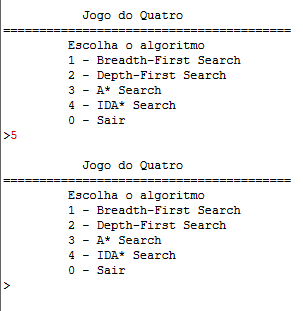 Jogo do Quatro
========================================
Escolha o algoritmo
1 - Breadth-First Search
2 - Depth-First Search
3 - A* Search
4 - IDA* Search
0 - Sair
>5
Jogo do Quatro
========================================
Escolha o algoritmo
1 - Breadth-First Search
2 - Depth-First Search
3 - A* Search
4 - IDA* Search
0 - Sair
>